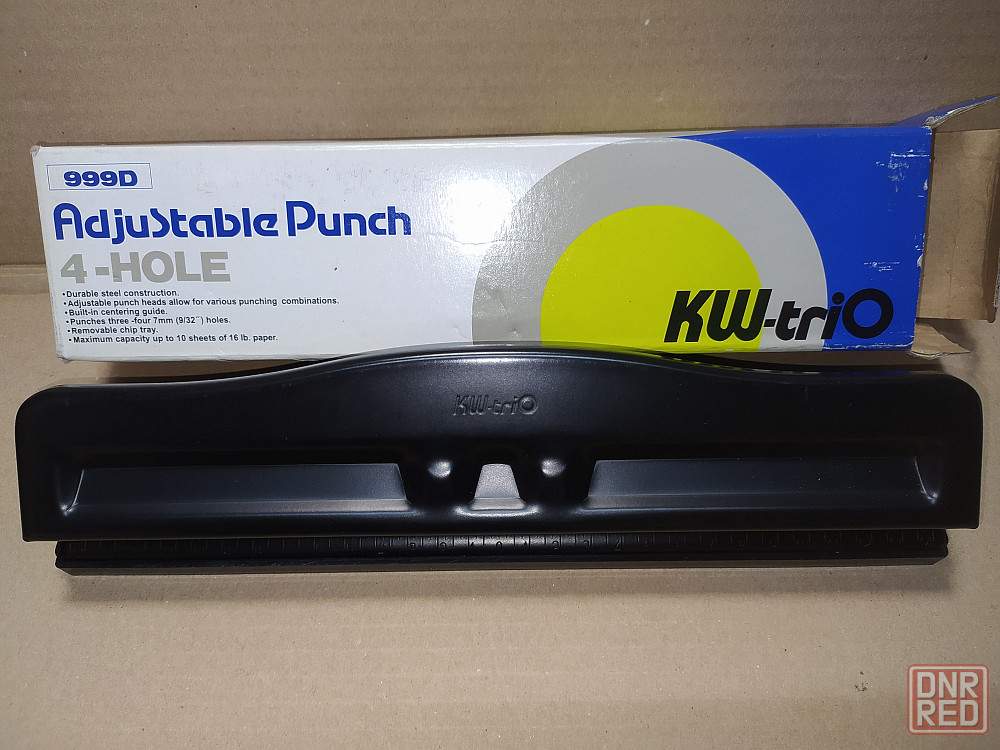 999D
Adjustable Punch
4-HOLE
•Durable steel construction.
•Adjustable punch heads allow for various punching combinations.
•Built-in centering guide.
•Punches three -four 7mm (9/32˝) holes.
•Removable chip tray.
•Maximum capacity up to 10 sheets of 16 lb. paper.
KW-triO
KW-triO
DNR
RED